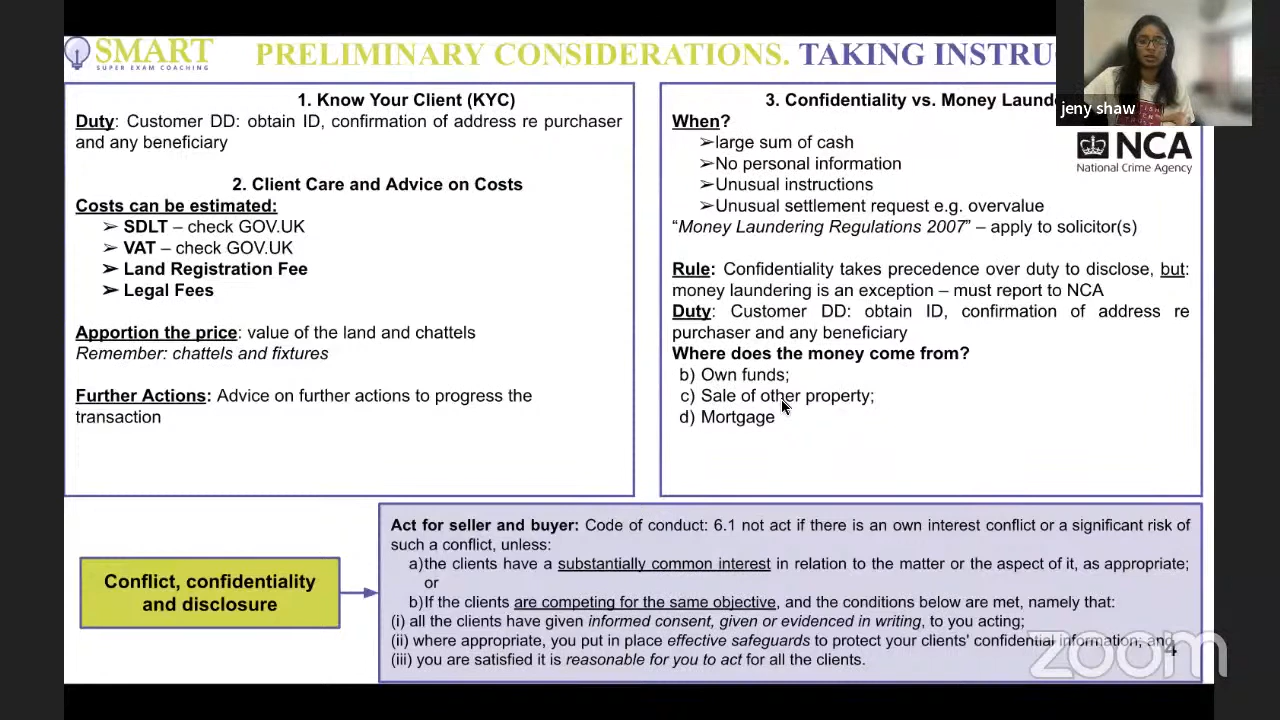 SMART
SUPER EXAM COACHING
PRELIMINARY CONSIDERATIONS. TAKING INSTRUC
jeny shaw
1. Know Your Client (KYC)
Duty: Customer DD: obtain ID, confirmation of address re purchaser
and any beneficiary
2. Client Care and Advice on Costs
Costs can be estimated:
➢ SDLT – check GOV.UK
➢ VAT – check GOV.UK
➢ Land Registration Fee
➢ Legal Fees
Apportion the price: value of the land and chattels
Remember: chattels and fixtures
Further Actions: Advice on further actions to progress the
transaction
3. Confidentiality vs. Money Launde
When?
➢large sum of cash
➢No personal information
➢Unusual instructions
➢Unusual settlement request e.g. overvalue
NCA
National Crime Agency
“Money Laundering Regulations 2007” – apply to solicitor(s)
Rule: Confidentiality takes precedence over duty to disclose, but:
money laundering is an exception – must report to NCA
Duty: Customer DD: obtain ID, confirmation of address re
purchaser and any beneficiary
Where does the money come from?
b) Own funds;
c) Sale of other property;
d) Mortgage
Conflict, confidentiality
and disclosure
Act for seller and buyer: Code of conduct: 6.1 not act if there is an own interest conflict or a significant risk of
such a conflict, unless:
a)the clients have a substantially common interest in relation to the matter or the aspect of it, as appropriate;
or
b)If the clients are competing for the same objective, and the conditions below are met, namely that:
(i) all the clients have given informed consent, given or evidenced in writing, to you acting;
(ii) where appropriate, you put in place effective safeguards to protect your clients' confidential information; and
(iii) you are satisfied it is reasonable for you to act for all the clients.
4
zoom